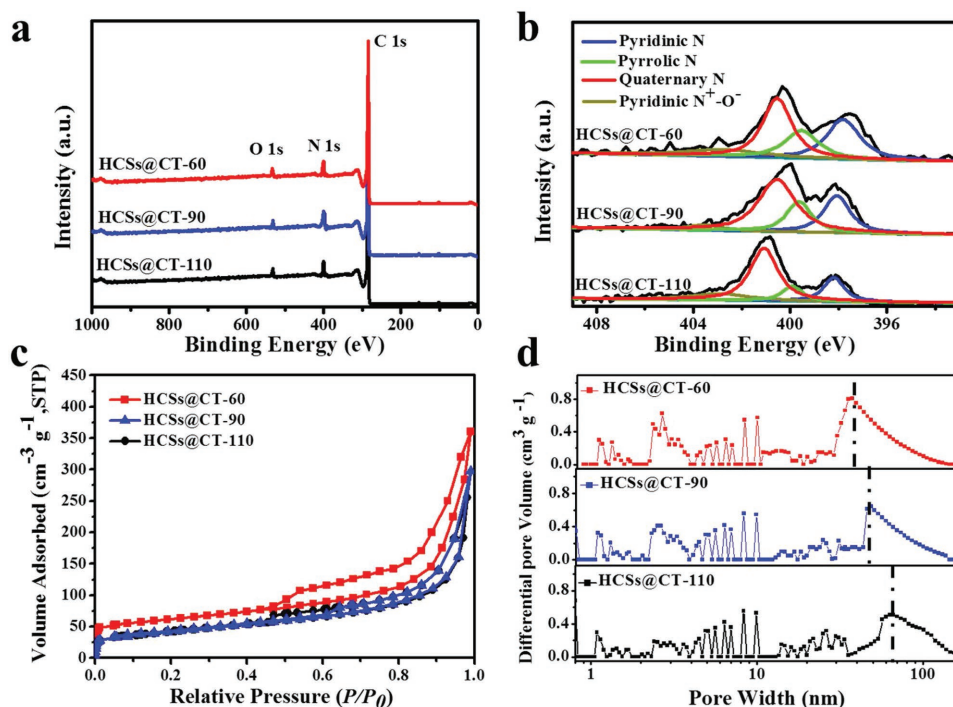 a
C 1s
O 1s
N 1s
HCSs@CT-60
HCSs@CT-90
HCSs@CT-110
Intensity (a.u.)
1000 800 600 400 200 0
Binding Energy (eV)
b
Pyridinic N
Pyrrolic N
Quaternary N
Pyridinic N+-O-
HCSs@CT-60
HCSs@CT-90
HCSs@CT-110
Intensity (a.u.)
408 404 400 396
Binding Energy (eV)
c
450
400
350
300
250
200
150
100
50
0
HCSs@CT-60
HCSs@CT-90
HCSs@CT-110
Volume Adsorbed (cm-3 g-1,STP)
0.0 0.2 0.4 0.6 0.8 1.0
Relative Pressure (P/P0)
d
HCSs@CT-60
0.8
0.4
0.0
HCSs@CT-90
0.8
0.4
0.0
HCSs@CT-110
0.8
0.4
0.0
Differential pore Volume (cm3 g-1)
1 10 100
Pore Width (nm)